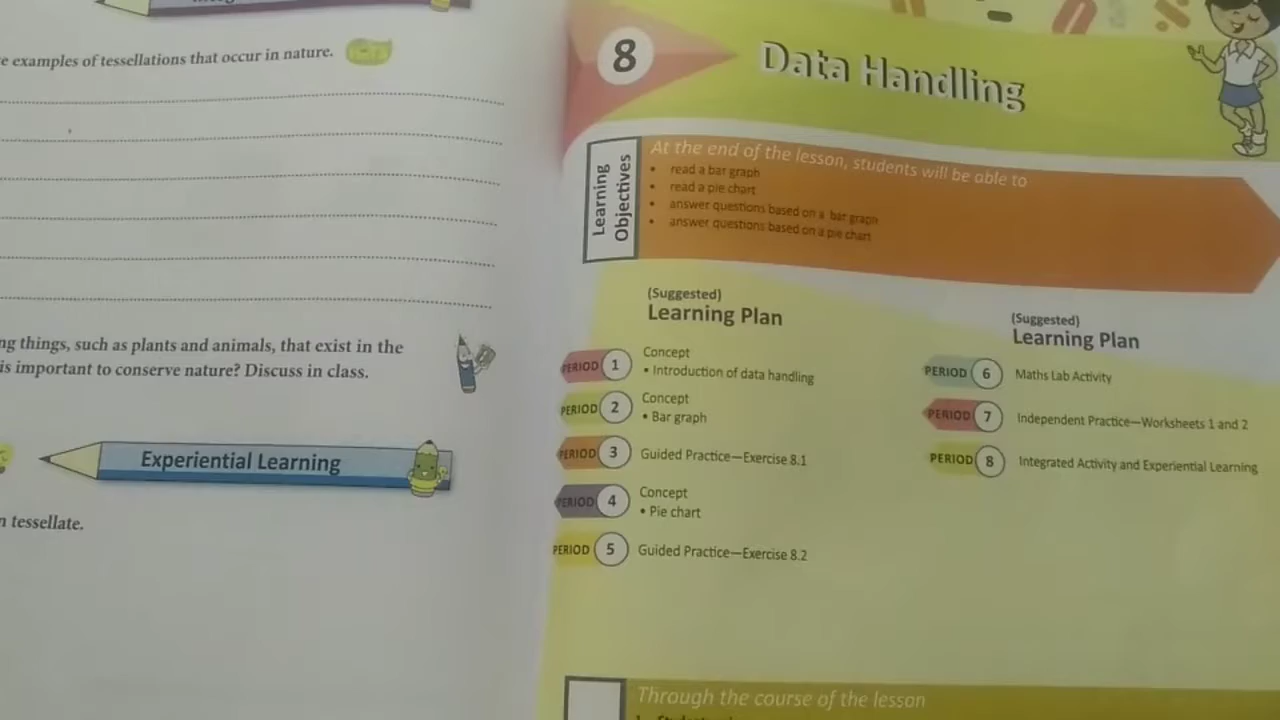 e examples of tessellations that occur in nature.
ng things, such as plants and animals, that exist in the
is important to conserve nature? Discuss in class.
Experiential Learning
n tessellate.
8
Data Handling
Learning
Objectives
At the end of the lesson, students will be able to
• read a bar graph
• read a pie chart
• answer questions based on a bar graph
• answer questions based on a pie chart
(Suggested)
Learning Plan
PERIOD 1
Concept
• Introduction of data handling
PERIOD 2
Concept
• Bar graph
PERIOD 3 Guided Practice—Exercise 8.1
PERIOD 4
Concept
• Pie chart
PERIOD 5 Guided Practice—Exercise 8.2
(Suggested)
Learning Plan
PERIOD 6 Maths Lab Activity
PERIOD 7 Independent Practice—Worksheets 1 and 2
PERIOD 8 Integrated Activity and Experiential Learning
Through the course of the lesson